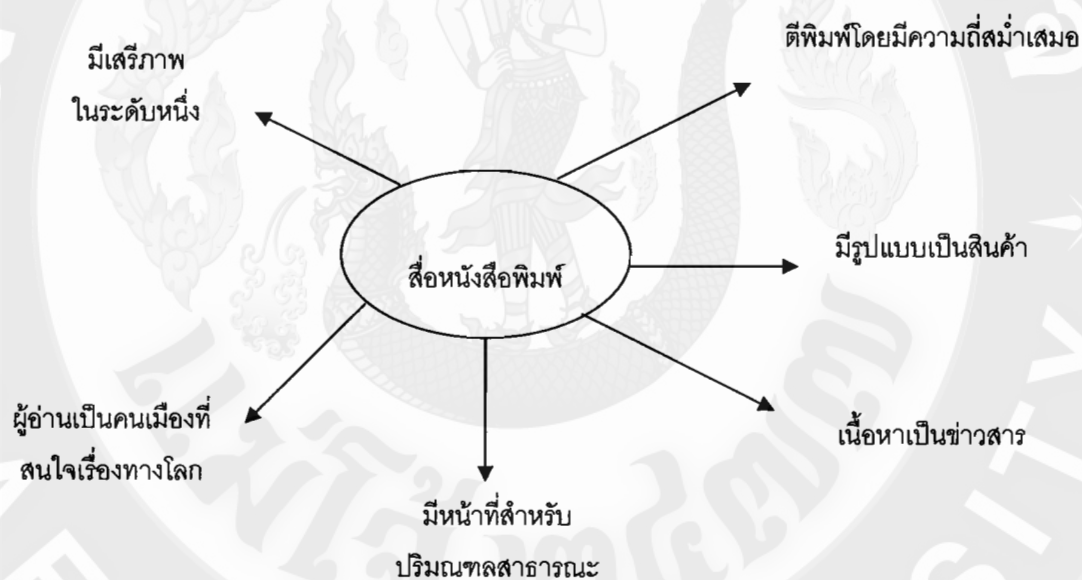 มีเสรีภาพ
ในระดับหนึ่ง
ตีพิมพ์โดยมีความถี่สม่ำเสมอ
สื่อหนังสือพิมพ์
มีรูปแบบเป็นสินค้า
ผู้อ่านเป็นคนเมืองที่
สนใจเรื่องทางโลก
เนื้อหาเป็นข่าวสาร
มีหน้าที่สำหรับ
ปริมณฑลสาธารณะ